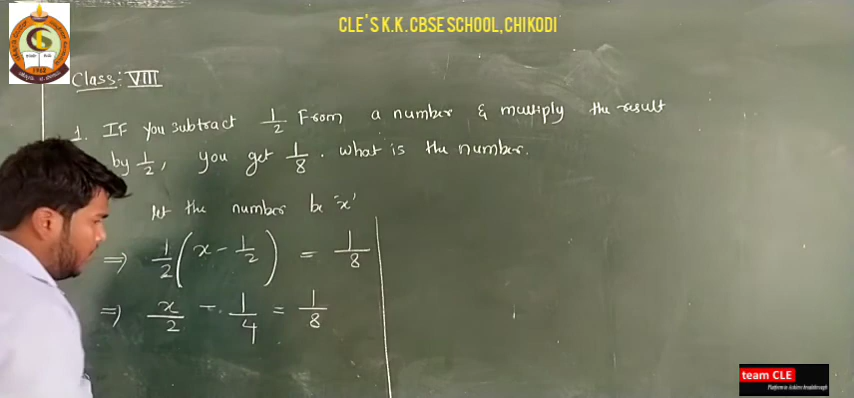 CLE'S K.K. CBSE SCHOOL, CHIKODI
Class: VIII
1. IF you subtract 1/2 From a number & multiply the result
by 1/2, you get 1/8. What is the number.
let the number be 'x'
⇒ 1/2 (x - 1/2) = 1/8
⇒ x/2 - 1/4 = 1/8
team CLE